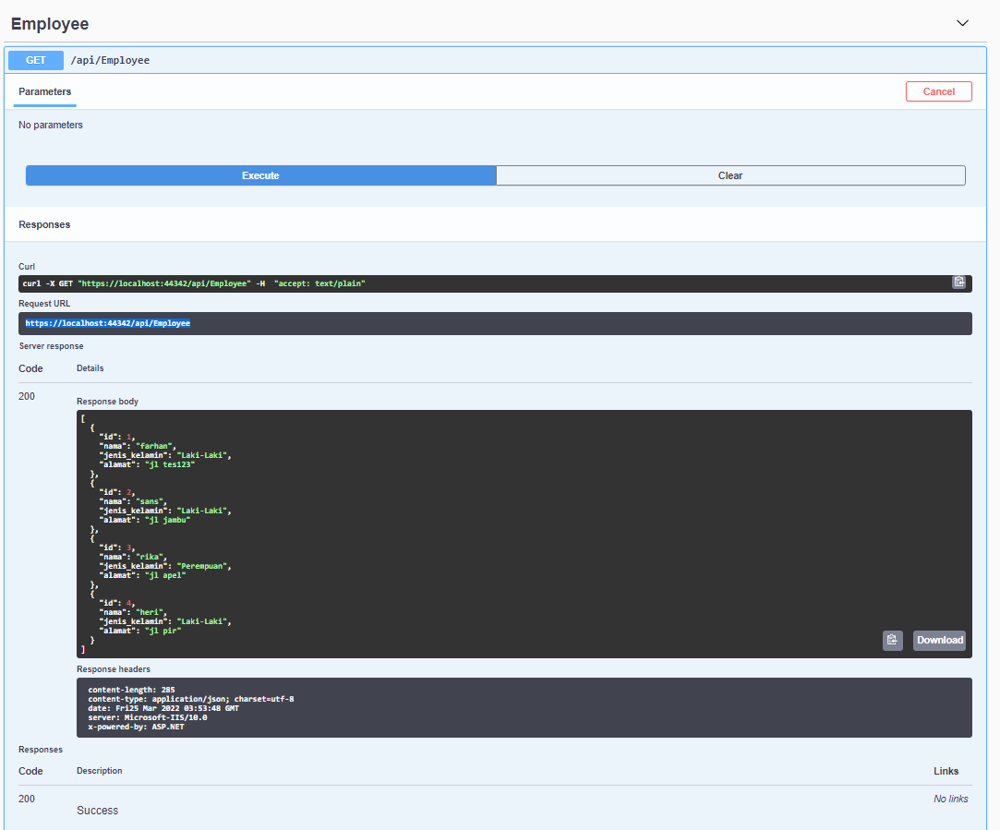 Employee
GET /api/Employee
Parameters
Cancel
No parameters
Execute
Clear
Responses
Curl
curl -X GET "https://localhost:44342/api/Employee" -H  "accept: text/plain"
Request URL
https://localhost:44342/api/Employee
Server response
Code Details
200
Response body
[
  {
    "id": 1,
    "nama": "farhan",
    "jenis_kelamin": "Laki-Laki",
    "alamat": "jl tes123"
  },
  {
    "id": 2,
    "nama": "sans",
    "jenis_kelamin": "Laki-Laki",
    "alamat": "jl jambu"
  },
  {
    "id": 3,
    "nama": "rika",
    "jenis_kelamin": "Perempuan",
    "alamat": "jl apel"
  },
  {
    "id": 4,
    "nama": "heri",
    "jenis_kelamin": "Laki-Laki",
    "alamat": "jl pir"
  }
]
Download
Response headers
content-length: 285
content-type: application/json; charset=utf-8
date: Fri25 Mar 2022 03:53:48 GMT
server: Microsoft-IIS/10.0
x-powered-by: ASP.NET
Responses
Code Description Links
200
Success
No links